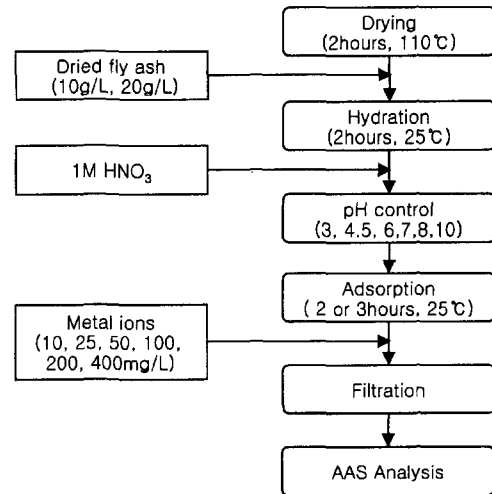 Drying
(2hours, 110℃)
Dried fly ash
(10g/L, 20g/L)
Hydration
(2hours, 25℃)
1M HNO₃
pH control
(3, 4.5, 6,7,8,10)
Adsorption
( 2 or 3hours, 25℃)
Metal ions
(10, 25, 50, 100,
200, 400mg/L)
Filtration
AAS Analysis